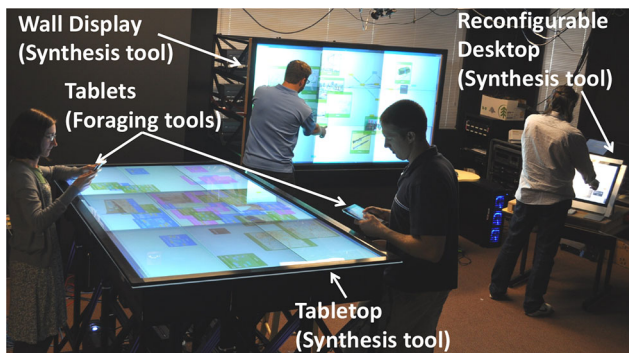 Wall Display
(Synthesis tool)
Tablets
(Foraging tools)
Reconfigurable
Desktop
(Synthesis tool)
Tabletop
(Synthesis tool)